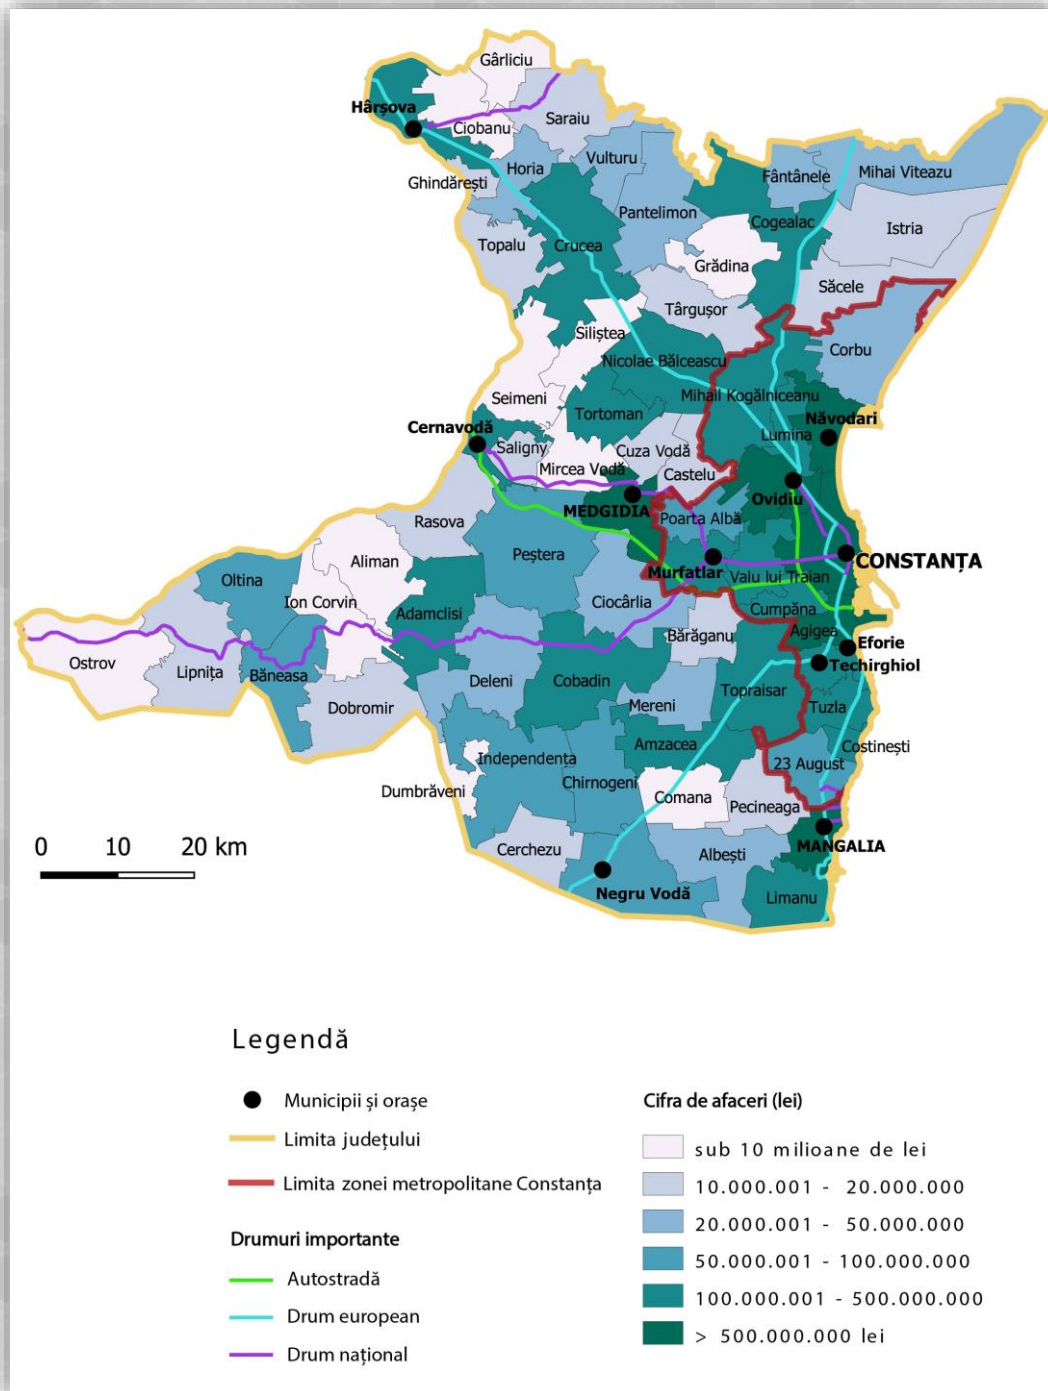 Gârliciu
Hârșova
Ciobanu
Saraiu
Vulturu
Horia
Ghindărești
Fântânele
Mihai Viteazu
Pantelimon
Cogealac
Istria
Topalu
Crucea
Grădina
Săcele
Târgușor
Siliștea
Corbu
Nicolae Bălcescu
Seimeni
Mihail Kogălniceanu
Tortoman
Năvodari
Cernavodă
Lumina
Saligny
Cuza Vodă
Mircea Vodă
Castelu
Ovidiu
MEDGIDIA
Poarta Albă
Rasova
Peștera
CONSTANȚA
Aliman
Murfatlar
Valu lui Traian
Oltina
Ion Corvin
Ciocârlia
Cumpăna
Adamclisi
Agigea
Bărăganu
Eforie
Ostrov
Lipnița
Băneasa
Techirghiol
Deleni
Cobadin
Topraisar
Dobromir
Mereni
Tuzla
Amzacea
Costinești
Independența
23 August
Chirnogeni
Dumbrăveni
Comana
Pecineaga
MANGALIA
Cerchezu
Albești
Negru Vodă
Limanu
0 10 20 km
Legendă
Municipii și orașe
Limita județului
Limita zonei metropolitane Constanța
Drumuri importante
Autostradă
Drum european
Drum național
Cifra de afaceri (lei)
sub 10 milioane de lei
10.000.001 - 20.000.000
20.000.001 - 50.000.000
50.000.001 - 100.000.000
100.000.001 - 500.000.000
> 500.000.000 lei